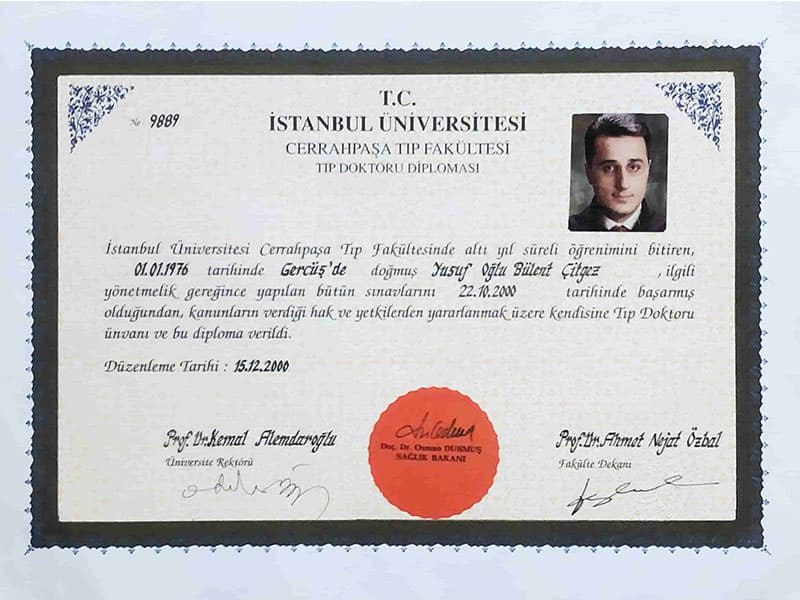 T.C.
№ 9889
İSTANBUL ÜNİVERSİTESİ
CERRAHPAŞA TIP FAKÜLTESİ
TIP DOKTORU DİPLOMASI
İstanbul Üniversitesi Cerrahpaşa Tıp Fakültesinde altı yıl süreli öğrenimini bitiren,
01.01.1976 tarihinde Gercüş'de doğmuş Yusuf Oğlu Bülent Çitgez , ilgili
yönetmelik gereğince yapılan bütün sınavlarını 22.10.2000 tarihinde başarmış
olduğundan, kanunların verdiği hak ve yetkilerden yararlanmak üzere kendisine Tıp Doktoru
ünvanı ve bu diploma verildi.
Düzenleme Tarihi : 15.12.2000
Prof.Dr.Kemal Alemdaroğlu
Üniversite Rektörü
Doç. Dr. Osman DURMUŞ
SAĞLIK BAKANI
Prof.Dr.Ahmet Nejat Özbal
Fakülte Dekanı